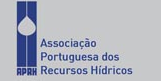 Associação
Portuguesa dos
Recursos Hídricos
APRH